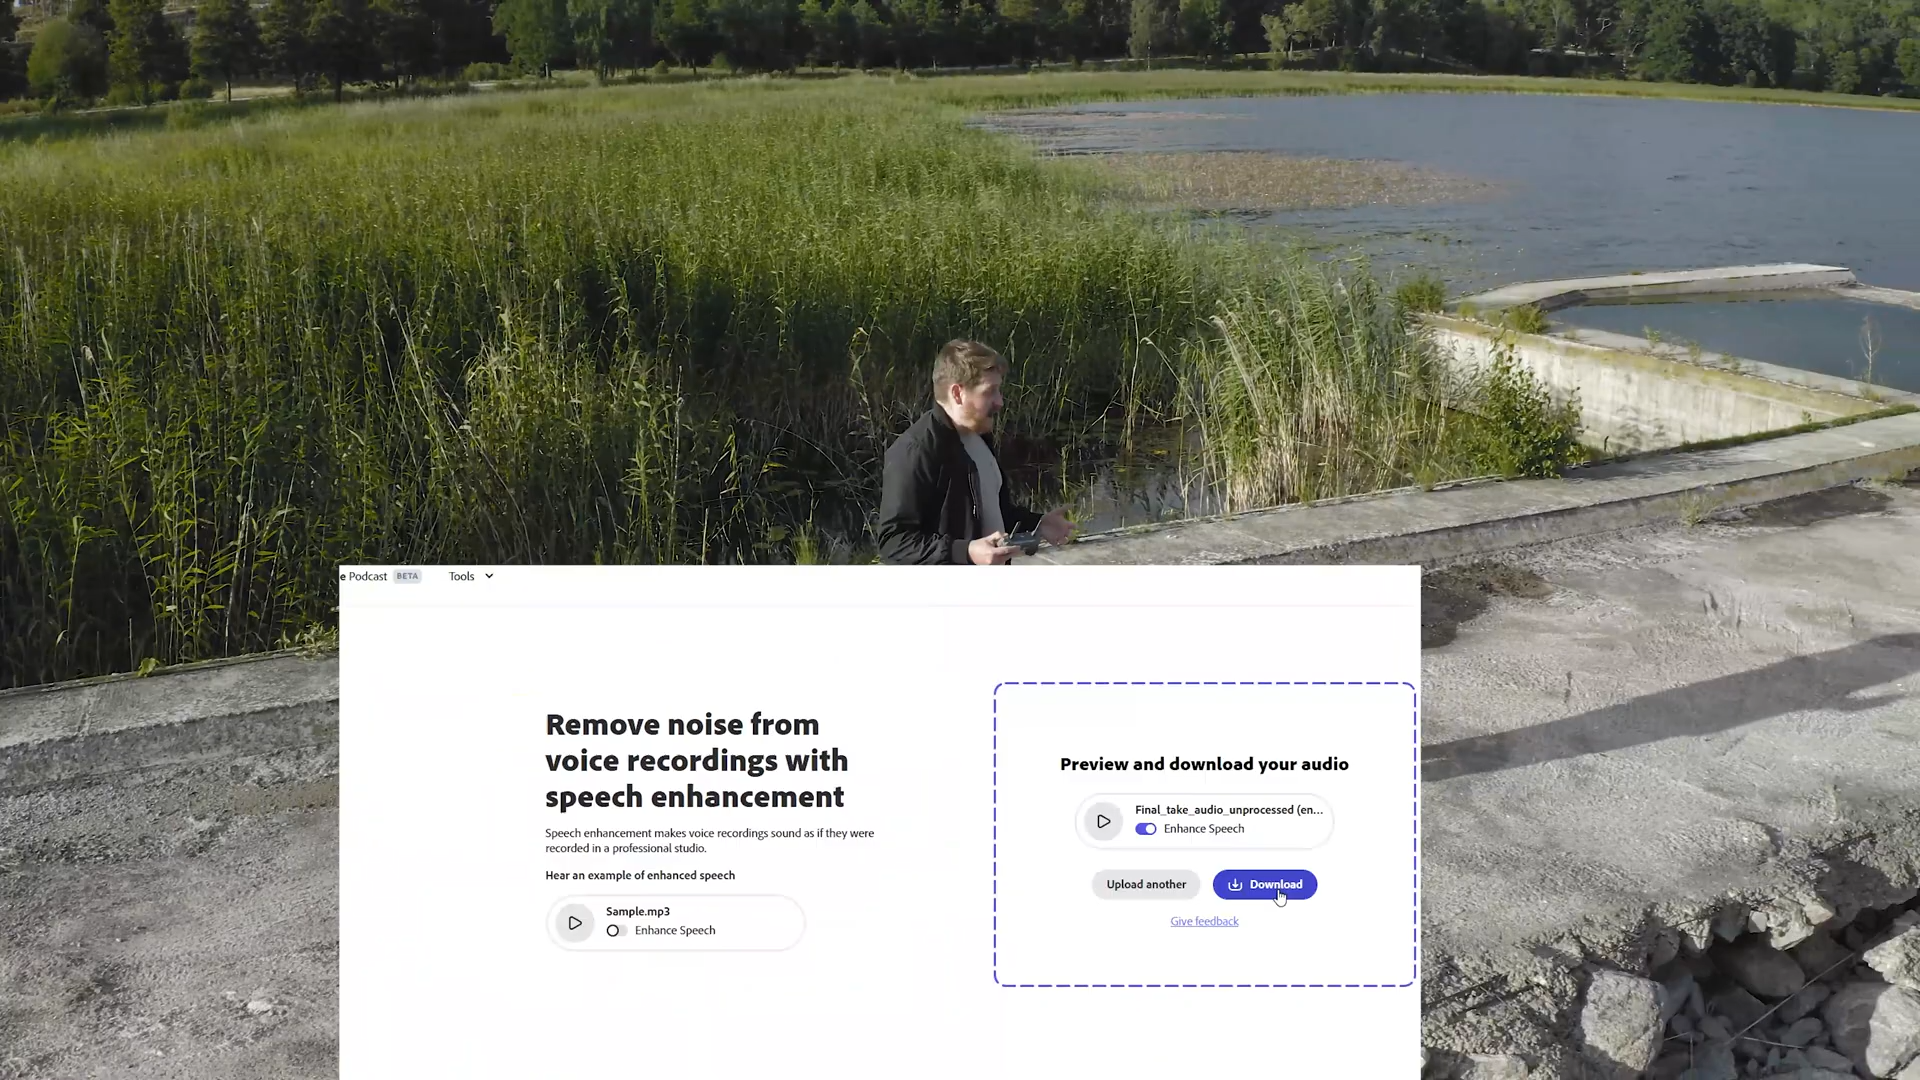 e Podcast BETA Tools
Remove noise from
voice recordings with
speech enhancement
Speech enhancement makes voice recordings sound as if they were
recorded in a professional studio.
Hear an example of enhanced speech
Sample.mp3
Enhance Speech
Preview and download your audio
Final_take_audio_unprocessed (en...
Enhance Speech
Upload another Download
Give feedback